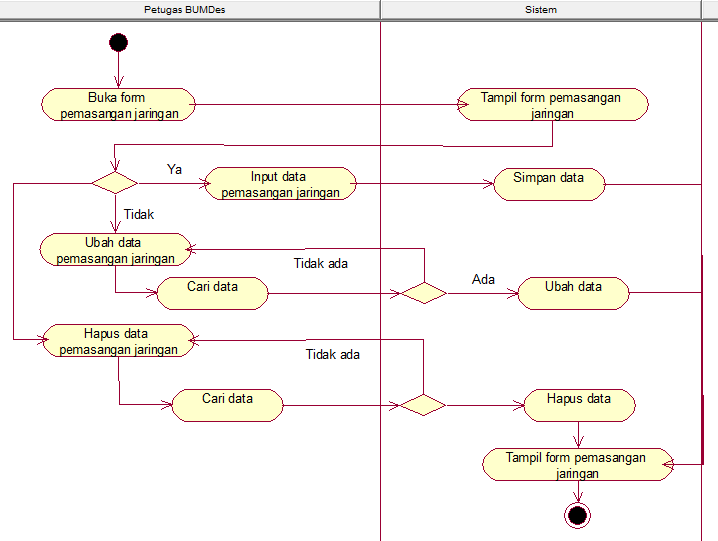 Petugas BUMDes
Sistem
Buka form
pemasangan jaringan
Tampil form pemasangan
jaringan
Ya
Input data
pemasangan jaringan
Simpan data
Tidak
Ubah data
pemasangan jaringan
Tidak ada
Cari data
Ada
Ubah data
Hapus data
pemasangan jaringan
Tidak ada
Cari data
Hapus data
Tampil form pemasangan
jaringan